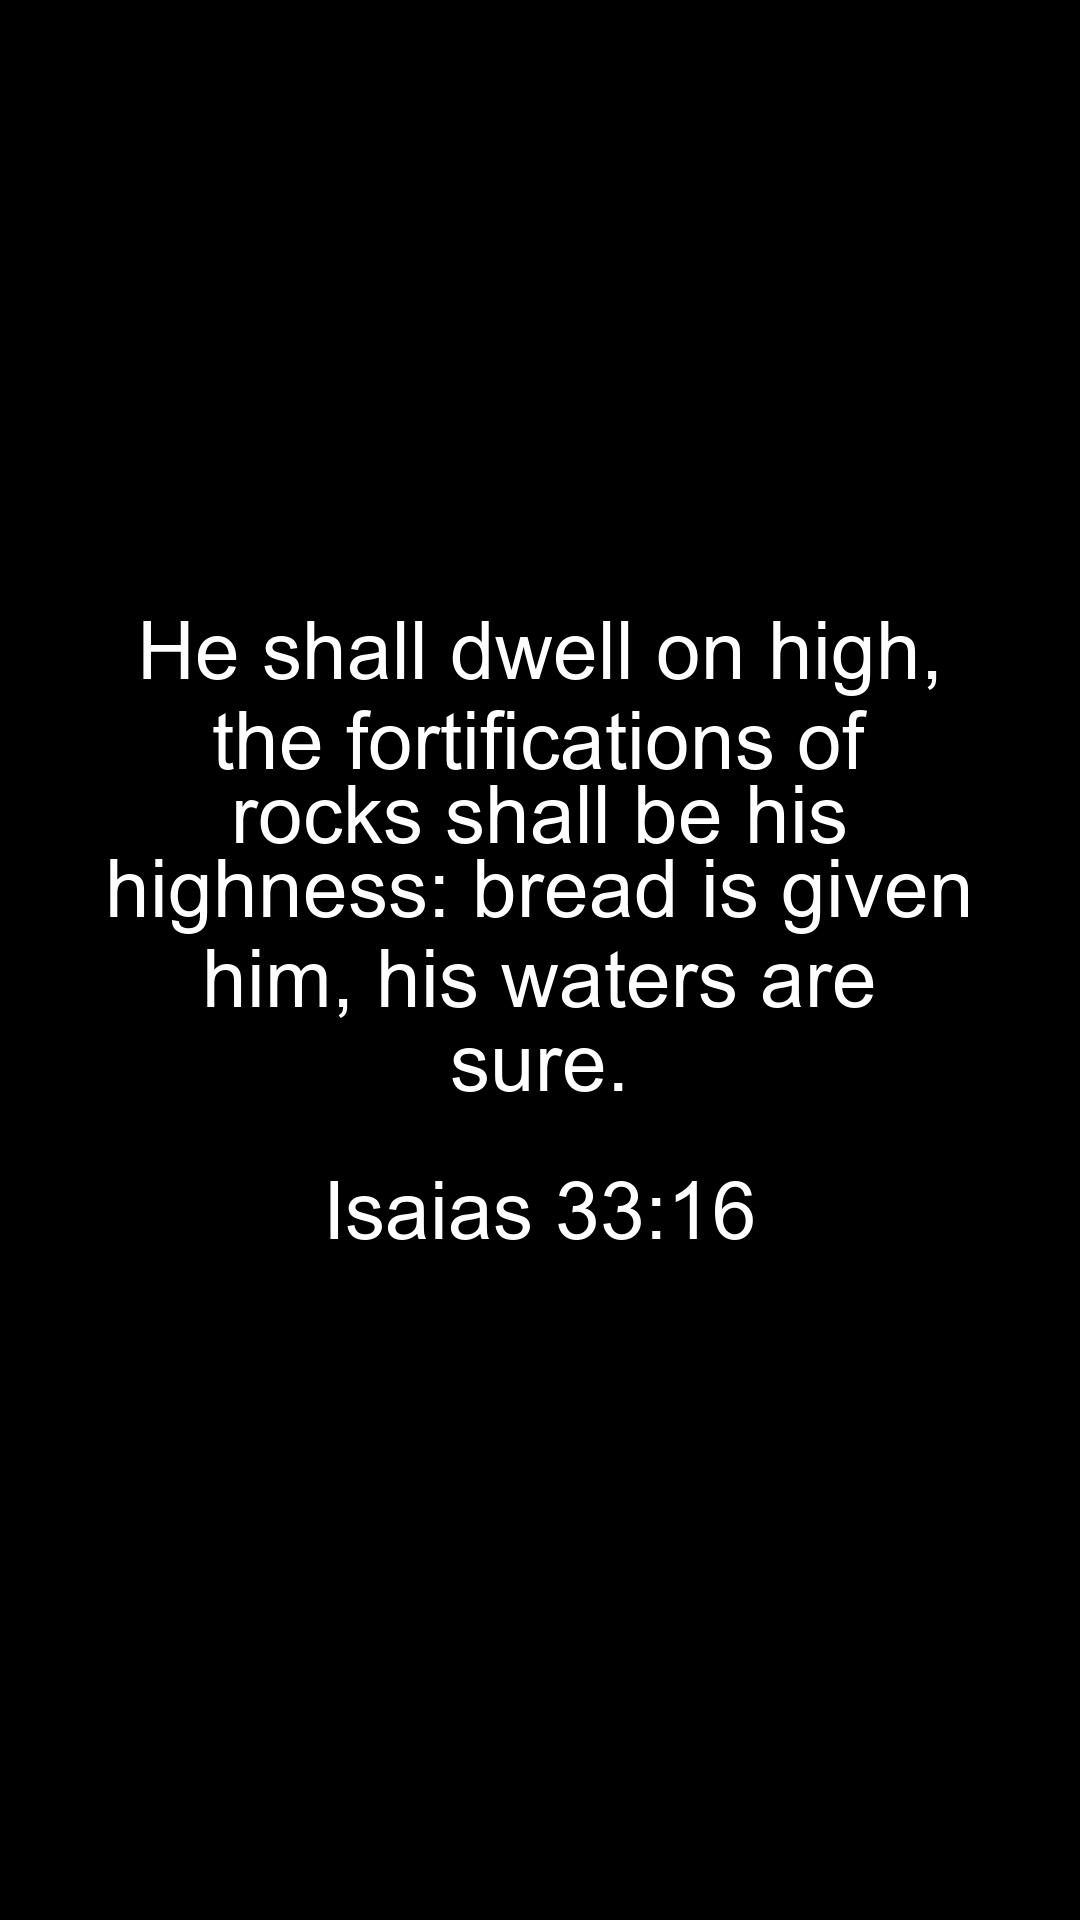 He shall dwell on high,
the fortifications of
rocks shall be his
highness: bread is given
him, his waters are
sure.
Isaias 33:16